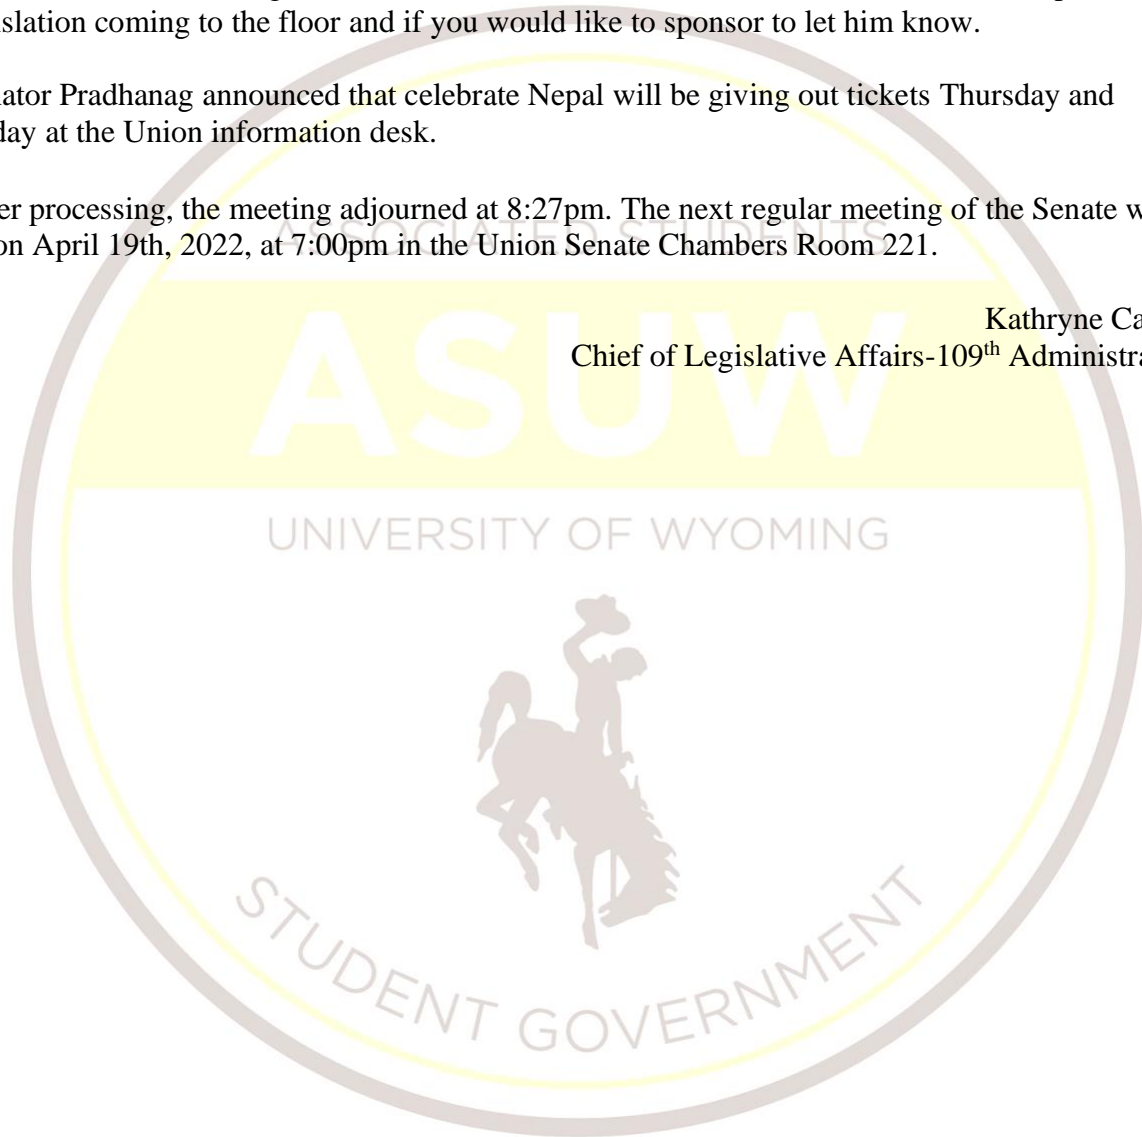 islation coming to the floor and if you would like to sponsor to let him know.
ator Pradhanag announced that celebrate Nepal will be giving out tickets Thursday and
day at the Union information desk.
er processing, the meeting adjourned at 8:27pm. The next regular meeting of the Senate w
on April 19th, 2022, at 7:00pm in the Union Senate Chambers Room 221.
Kathryne Ca
Chief of Legislative Affairs-109th Administra
ASSOCIATED STUDENTS
ASUW
UNIVERSITY OF WYOMING
STUDENT GOVERNMENT